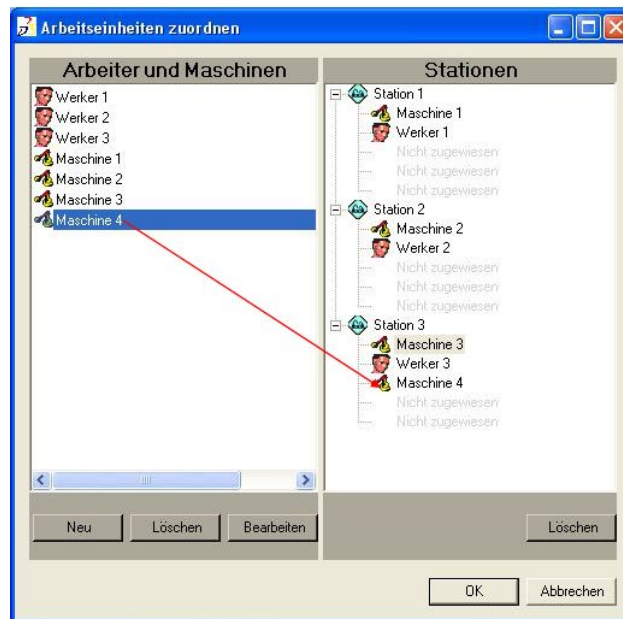 Arbeitseinheiten zuordnen
Arbeiter und Maschinen
Werker 1
Werker 2
Werker 3
Maschine 1
Maschine 2
Maschine 3
Maschine 4
Neu
Löschen
Bearbeiten
Stationen
Station 1
Maschine 1
Werker 1
Nicht zugewiesen
Nicht zugewiesen
Nicht zugewiesen
Station 2
Maschine 2
Werker 2
Nicht zugewiesen
Nicht zugewiesen
Nicht zugewiesen
Station 3
Maschine 3
Werker 3
Maschine 4
Nicht zugewiesen
Nicht zugewiesen
Löschen
OK
Abbrechen